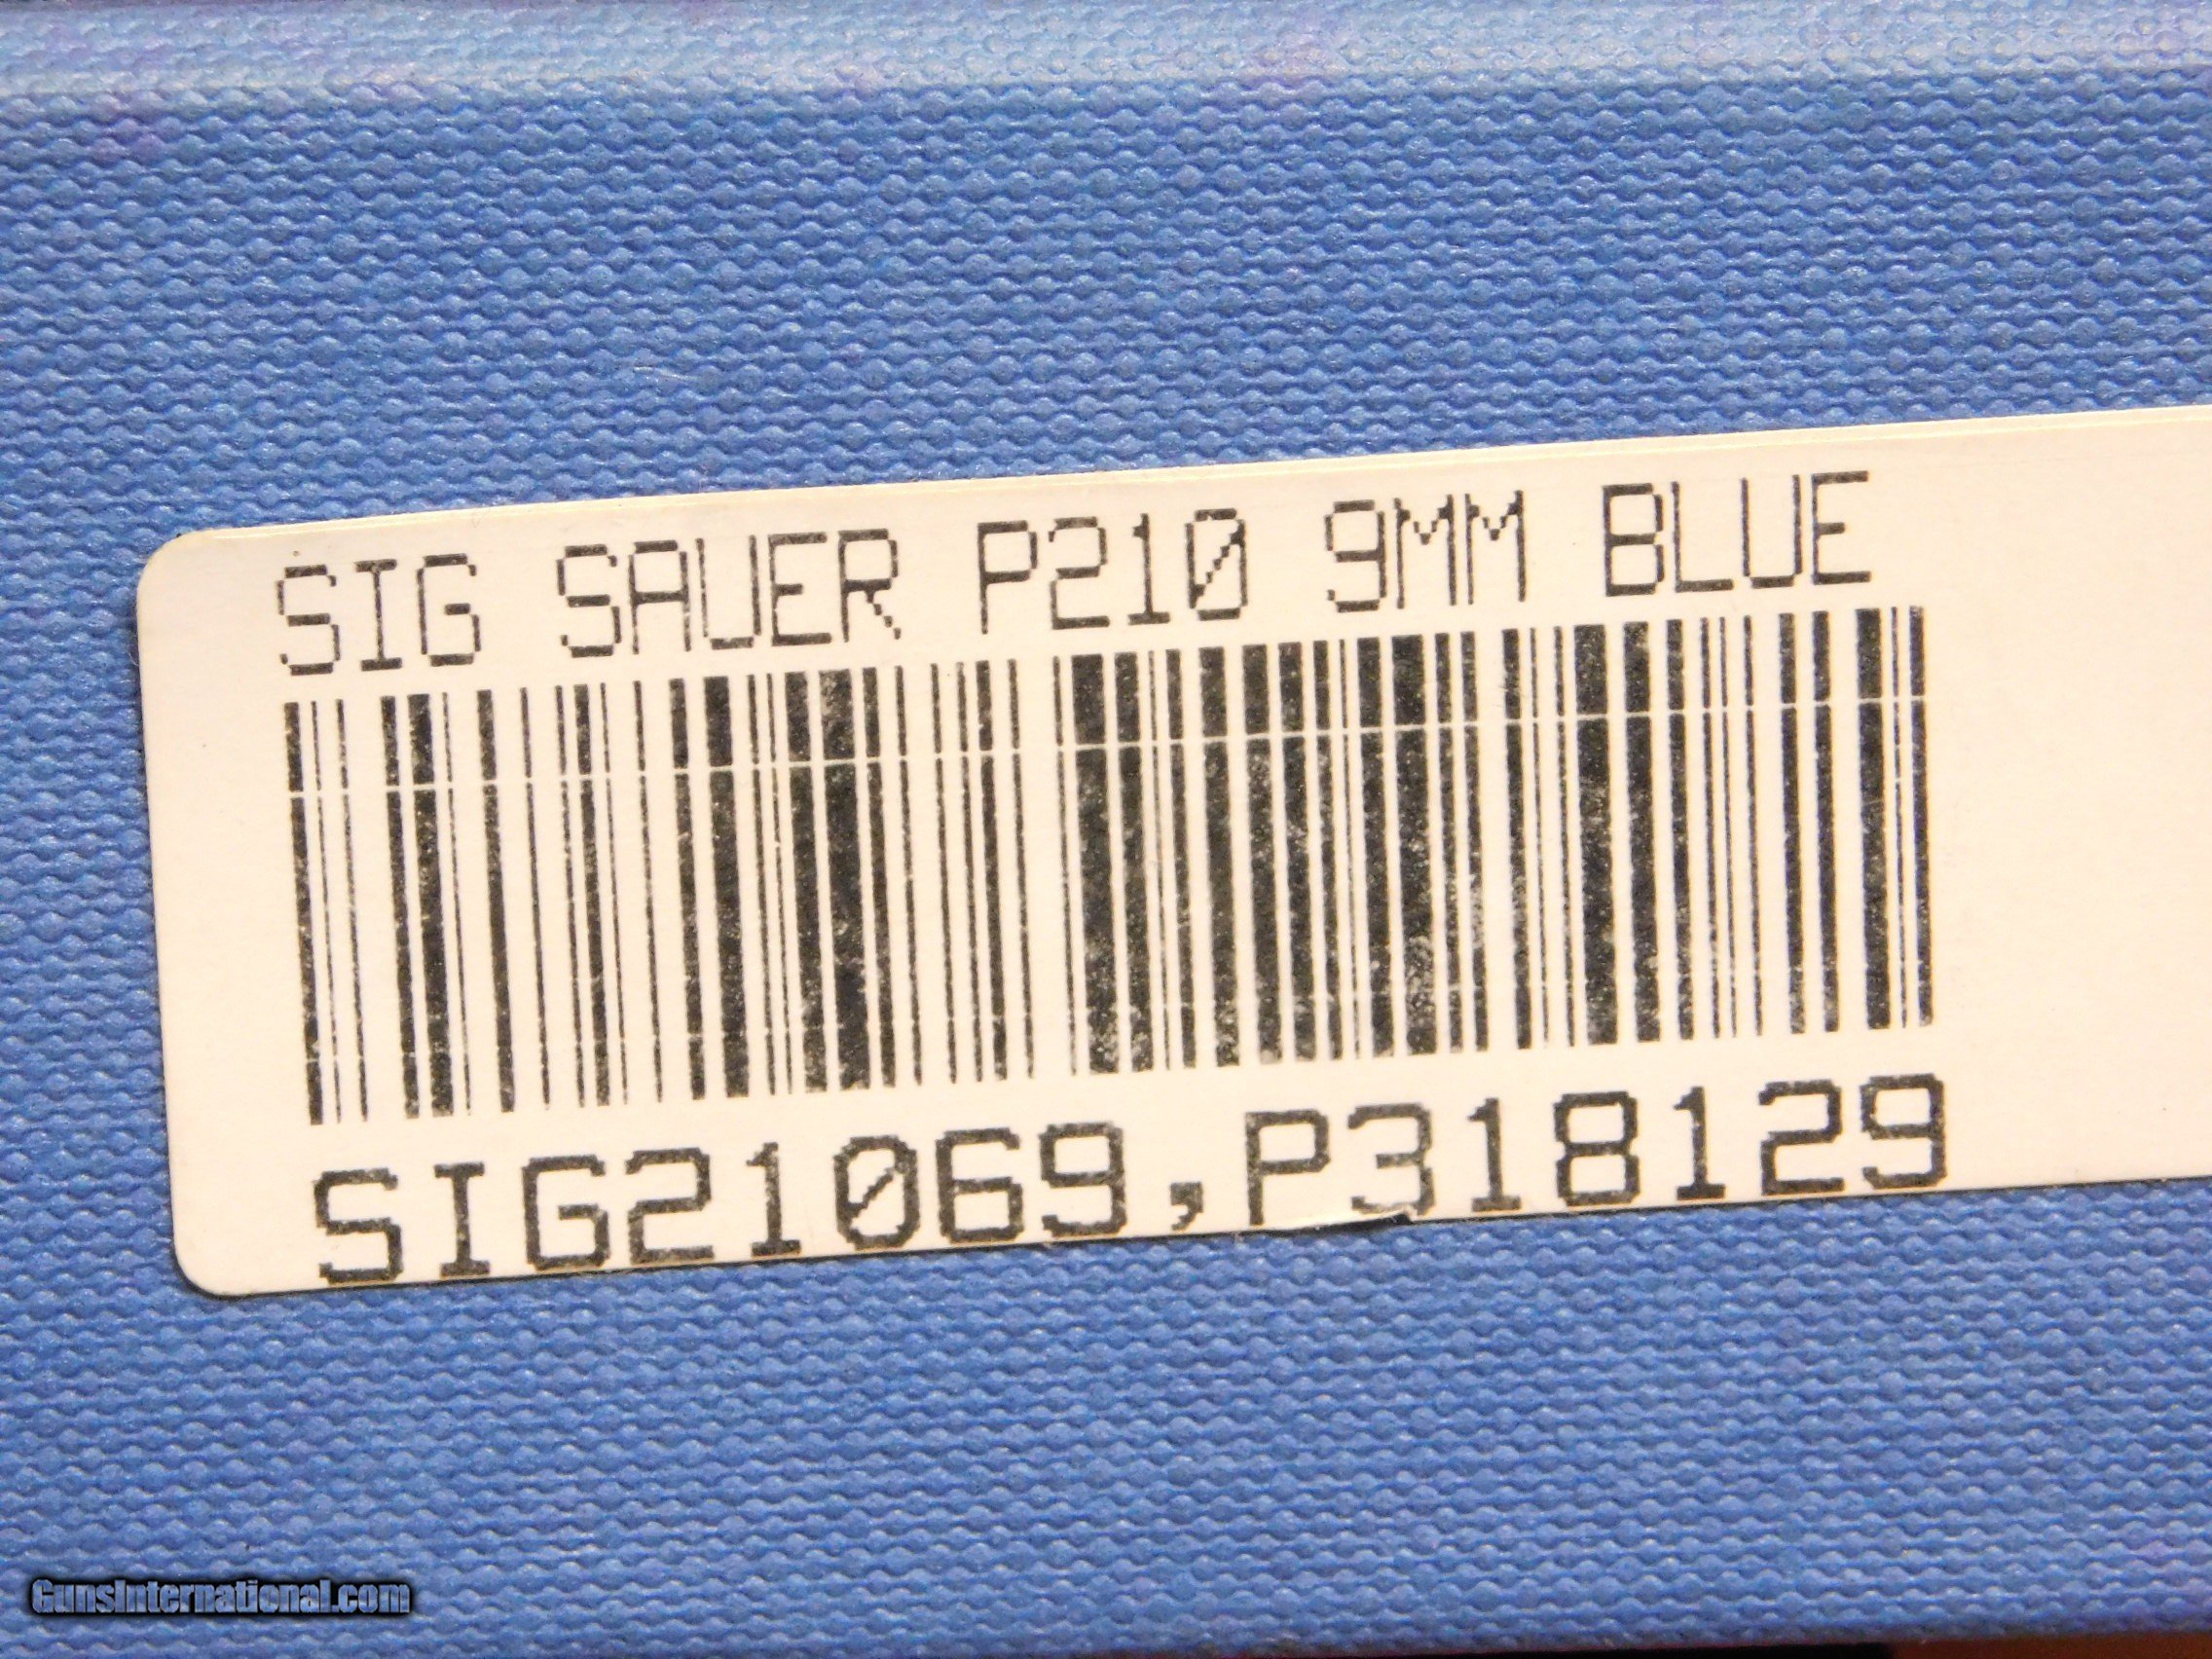 SIG SAUER P210 9MM BLUE
SIG21069,P318129
GunsInternational.com